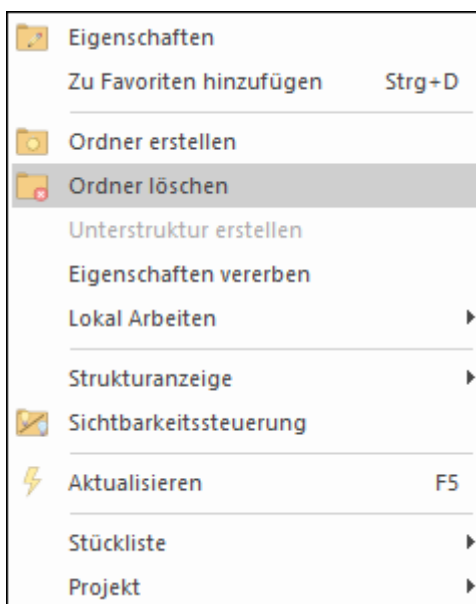 Eigenschaften
Zu Favoriten hinzufügen Strg+D
Ordner erstellen
Ordner löschen
Unterstruktur erstellen
Eigenschaften vererben
Lokal Arbeiten
Strukturanzeige
Sichtbarkeitssteuerung
Aktualisieren F5
Stückliste
Projekt